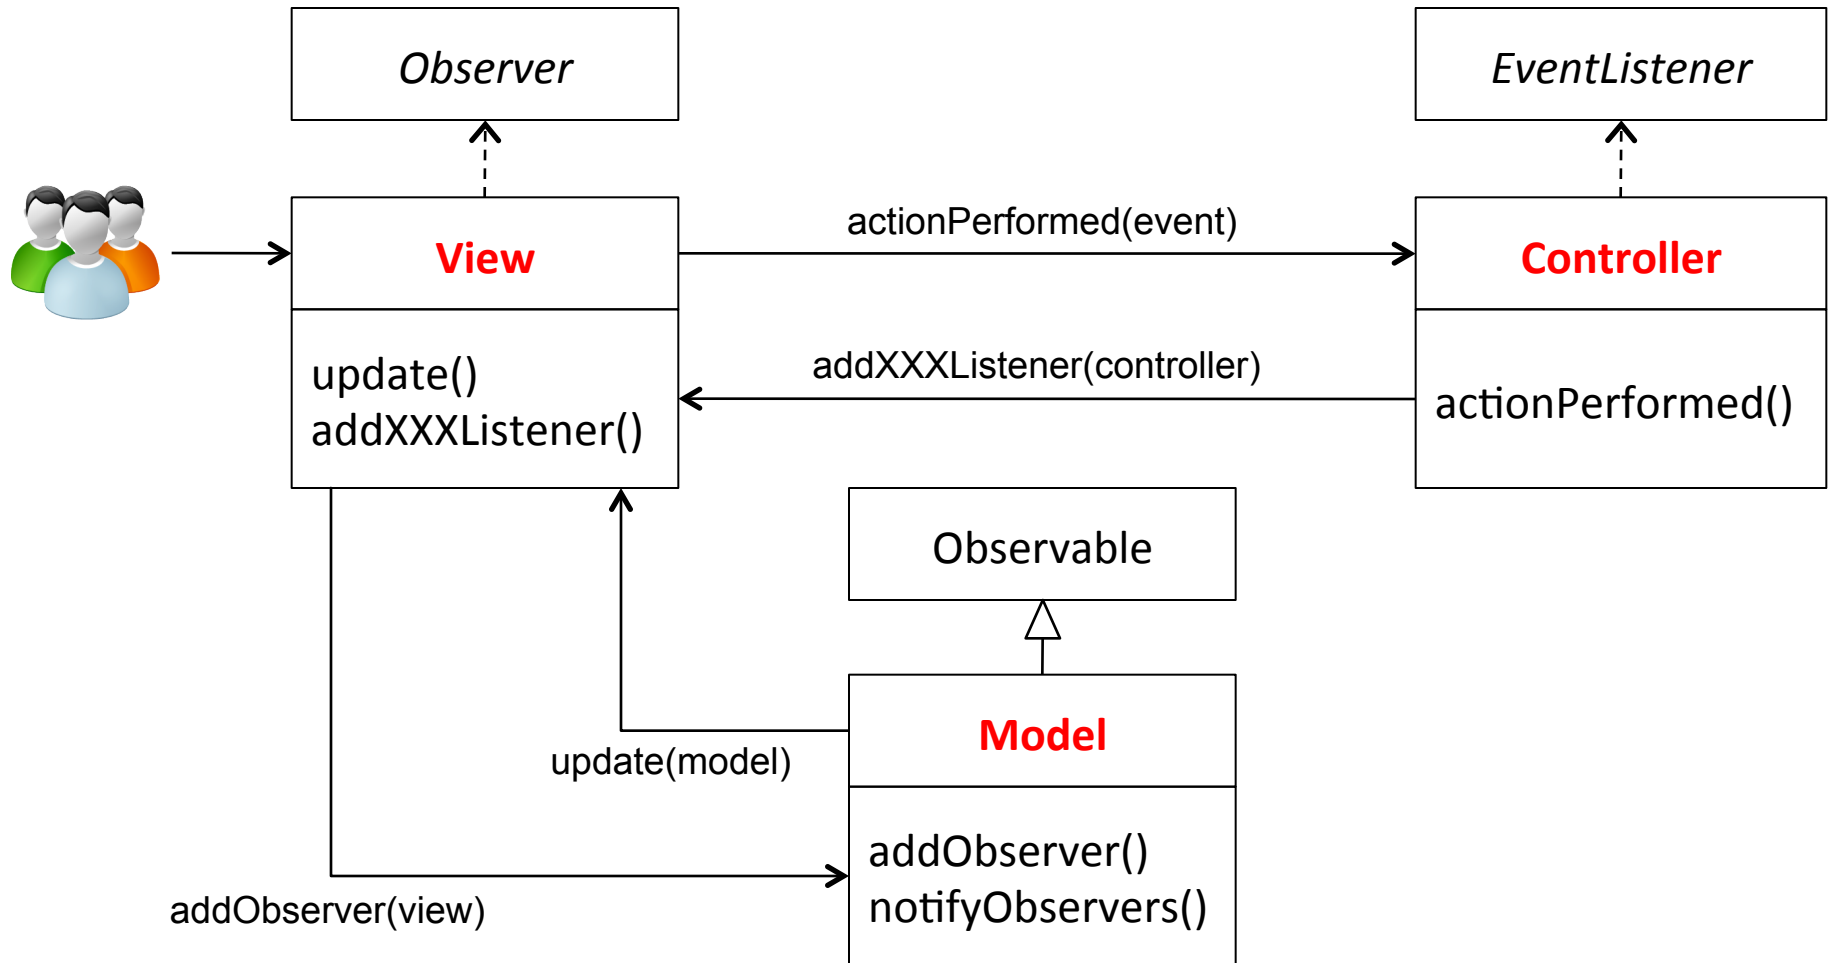 Observer
EventListener
View
actionPerformed(event)
Controller
update()
addXXXListener()
addXXXListener(controller)
actionPerformed()
Observable
Model
update(model)
addObserver()
notifyObservers()
addObserver(view)